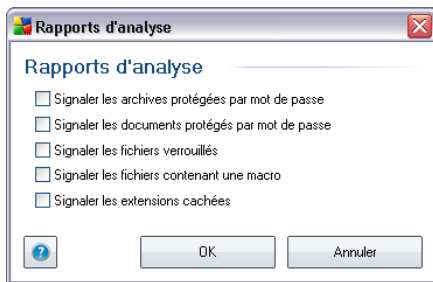 Rapports d'analyse
Rapports d'analyse
Signaler les archives protégées par mot de passe
Signaler les documents protégés par mot de passe
Signaler les fichiers verrouillés
Signaler les fichiers contenant une macro
Signaler les extensions cachées
?
OK
Annuler